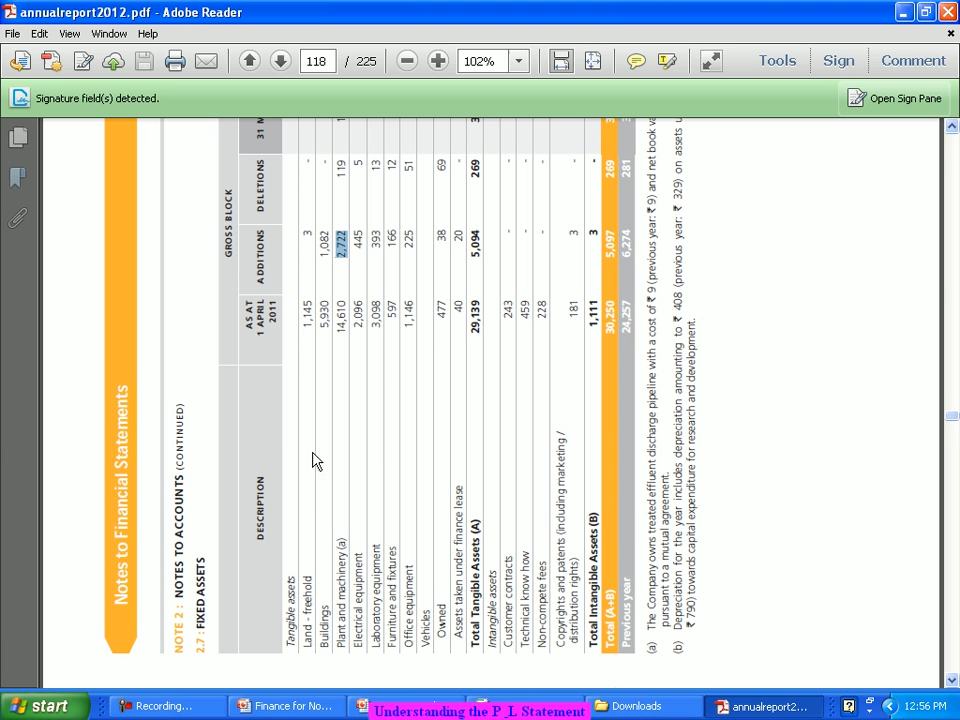 annualreport2012.pdf - Adobe Reader
File Edit View Window Help
118 / 225 102% Tools Sign Comment
Signature field(s) detected. Open Sign Pane
Notes to Financial Statements
NOTE 2 : NOTES TO ACCOUNTS (CONTINUED)
2.7 : FIXED ASSETS
GROSS BLOCK
DESCRIPTION AS AT 1 APRIL 2011 ADDITIONS DELETIONS 31 M
Tangible assets
Land - freehold 1,145 3 -
Buildings 5,930 1,082 -
Plant and machinery (a) 14,610 2,722 119
Electrical equipment 2,096 445 5
Laboratory equipment 3,098 393 13
Furniture and fixtures 597 166 12
Office equipment 1,146 225 51
Vehicles
Owned 477 38 69
Assets taken under finance lease 40 20 -
Total Tangible Assets (A) 29,139 5,094 269 3
Intangible assets
Customer contracts 243 - -
Technical know how 459 - -
Non-compete fees 228 - -
Copyrights and patents (including marketing /
distribution rights) 181 3 -
Total Intangible Assets (B) 1,111 3 -
Total (A+B) 30,250 5,097 269 3
Previous year 24,257 6,274 281
(a) The Company owns treated effluent discharge pipeline with a cost of ₹ 9 (previous year: ₹ 9) and net book va
pursuant to a mutual agreement.
(b) Depreciation for the year includes depreciation amounting to ₹ 408 (previous year: ₹ 329) on assets u
₹ 790) towards capital expenditure for research and development.
start Recording... Finance for No... Downloads annualreport2... 12:56 PM
Understanding the P_L Statement